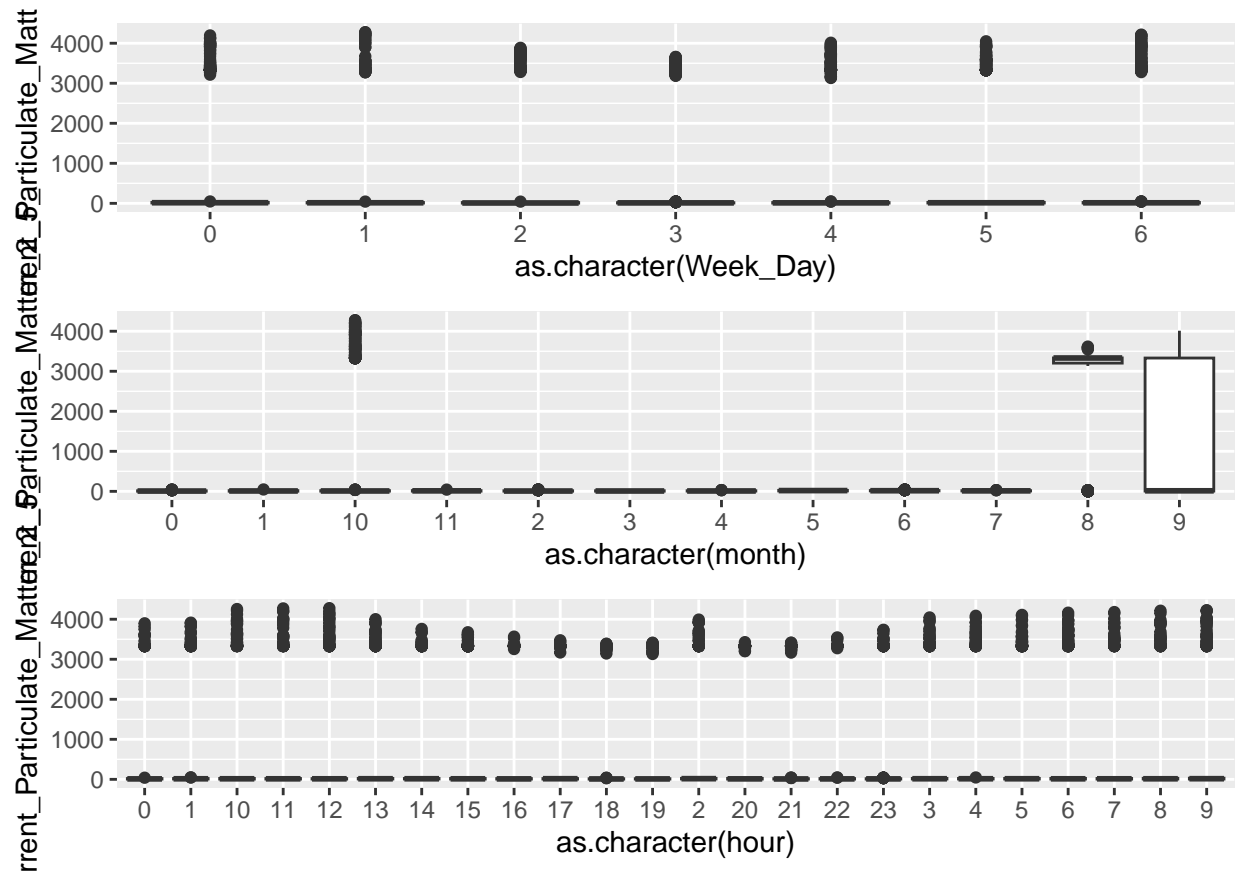 Particulate_Matt
4000
3000
2000
1000
0
0 1 2 3 4 5 6
as.character(Week_Day)
Particulate_Matte
4000
3000
2000
1000
0
0 1 10 11 2 3 4 5 6 7 8 9
as.character(month)
rrent_Particulate_Matte
4000
3000
2000
1000
0
0 1 10 11 12 13 14 15 16 17 18 19 2 20 21 22 23 3 4 5 6 7 8 9
as.character(hour)